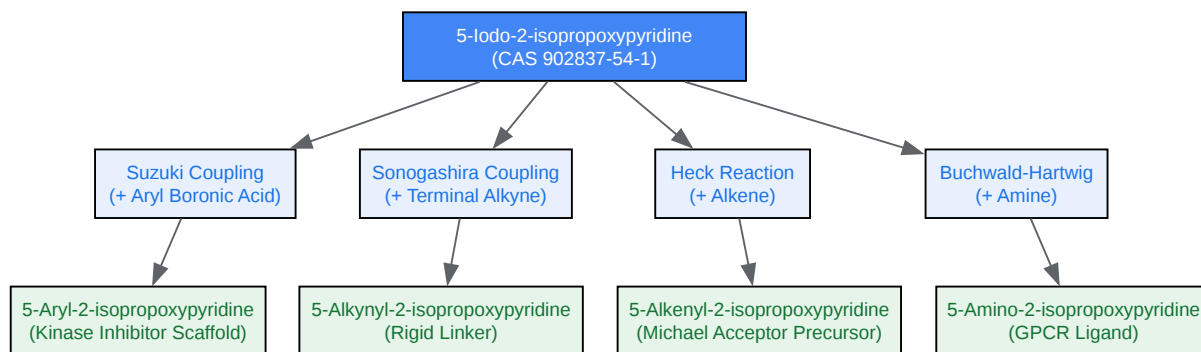 5-Iodo-2-isopropoxypyridine
(CAS 902837-54-1)
Suzuki Coupling
(+ Aryl Boronic Acid)
Sonogashira Coupling
(+ Terminal Alkyne)
Heck Reaction
(+ Alkene)
Buchwald-Hartwig
(+ Amine)
5-Aryl-2-isopropoxypyridine
(Kinase Inhibitor Scaffold)
5-Alkynyl-2-isopropoxypyridine
(Rigid Linker)
5-Alkenyl-2-isopropoxypyridine
(Michael Acceptor Precursor)
5-Amino-2-isopropoxypyridine
(GPCR Ligand)